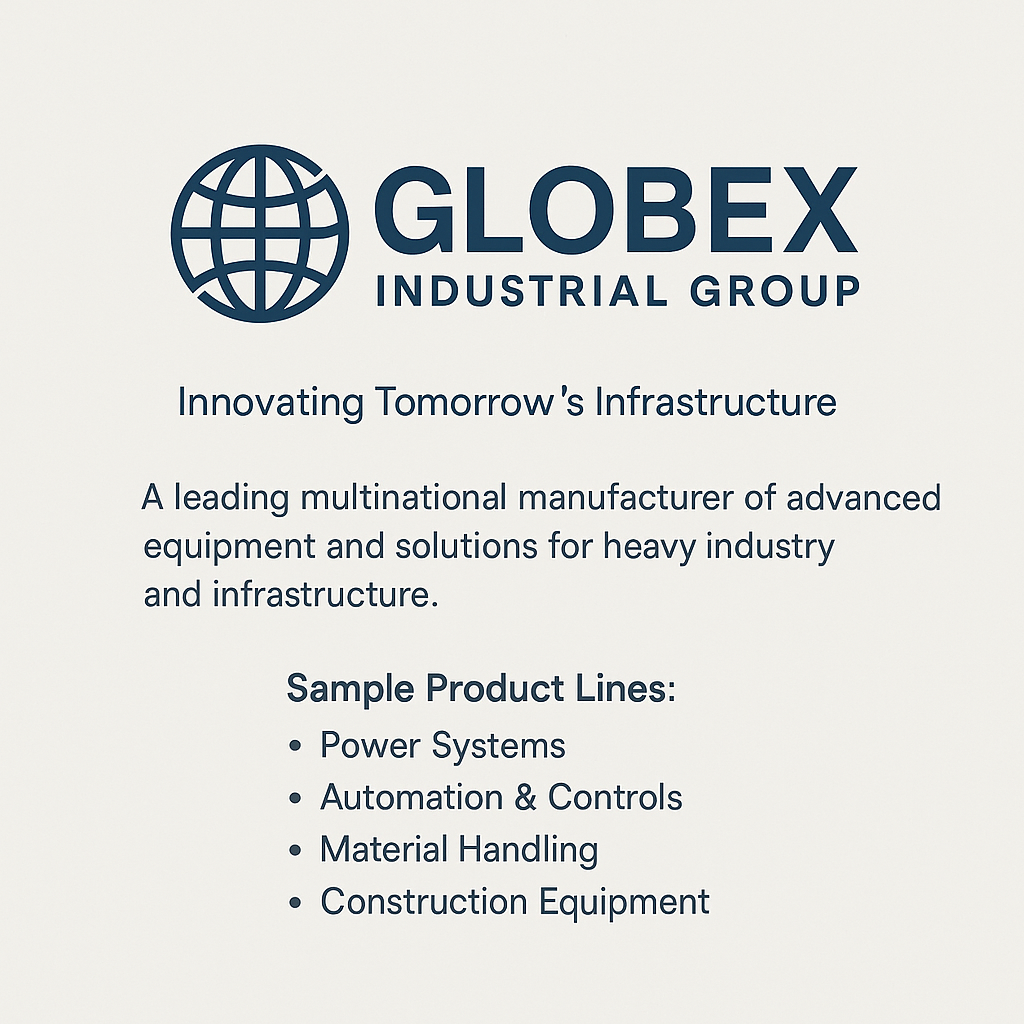 GLOBEX
INDUSTRIAL GROUP
Innovating Tomorrow's Infrastructure
A leading multinational manufacturer of advanced
equipment and solutions for heavy industry
and infrastructure.
Sample Product Lines:
• Power Systems
• Automation & Controls
• Material Handling
• Construction Equipment